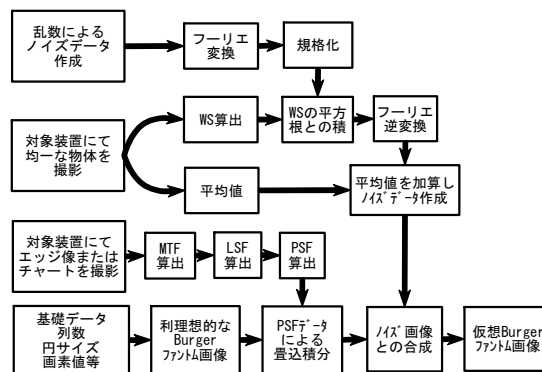 乱数による
ノイズデータ
作成
フーリエ
変換
規格化
対象装置にて
均一な物体を
撮影
WS算出
WSの平方
根との積
フーリエ
逆変換
平均値
平均値を加算し
ﾉｲｽﾞデータ作成
対象装置にて
エッジ像または
チャートを撮影
MTF
算出
LSF
算出
PSF
算出
基礎データ
列数
円サイズ
画素値等
利理想的な
Burger
ﾌｧﾝﾄﾑ画像
PSFﾃﾞｰﾀ
による
畳込積分
ﾉｲｽﾞ画像
との合成
仮想Burger
ﾌｧﾝﾄﾑ画像